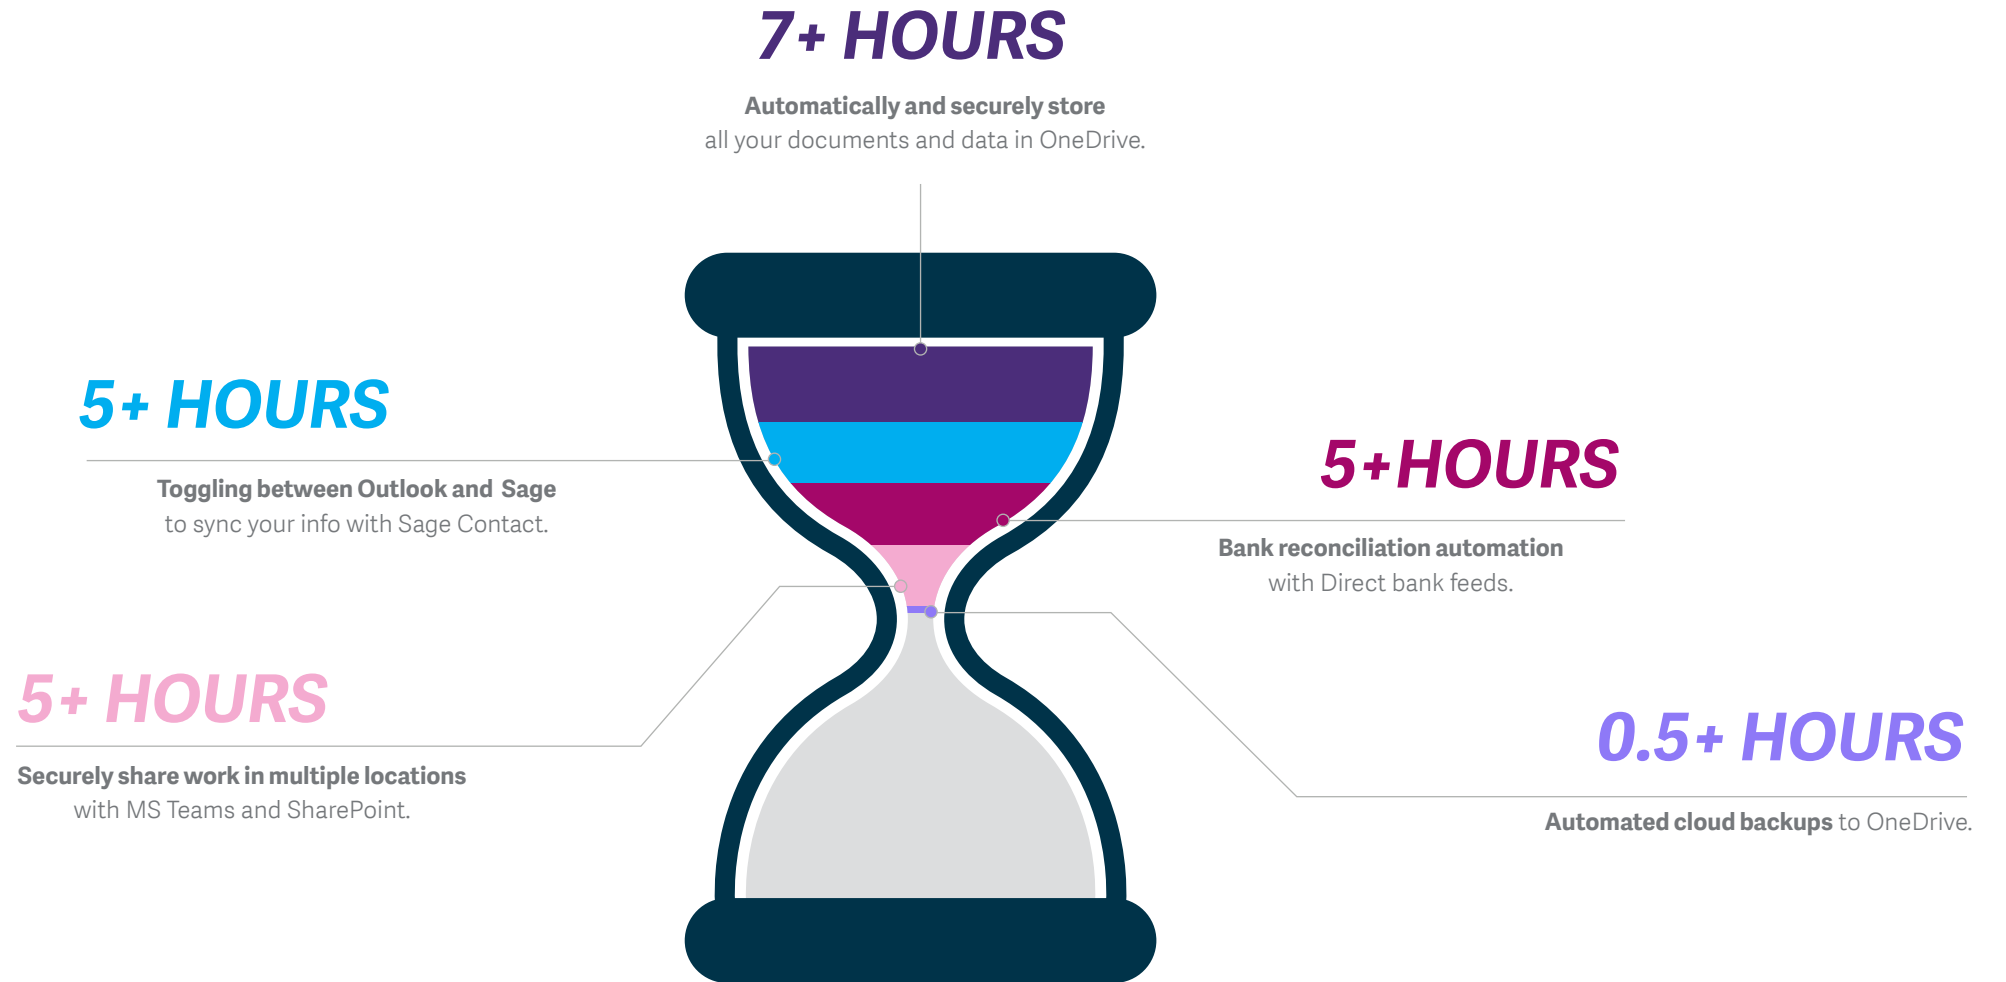 7+ HOURS
Automatically and securely store
all your documents and data in OneDrive.
5+ HOURS
Toggling between Outlook and Sage
to sync your info with Sage Contact.
5+HOURS
Bank reconciliation automation
with Direct bank feeds.
5+ HOURS
Securely share work in multiple locations
with MS Teams and SharePoint.
0.5+ HOURS
Automated cloud backups to OneDrive.